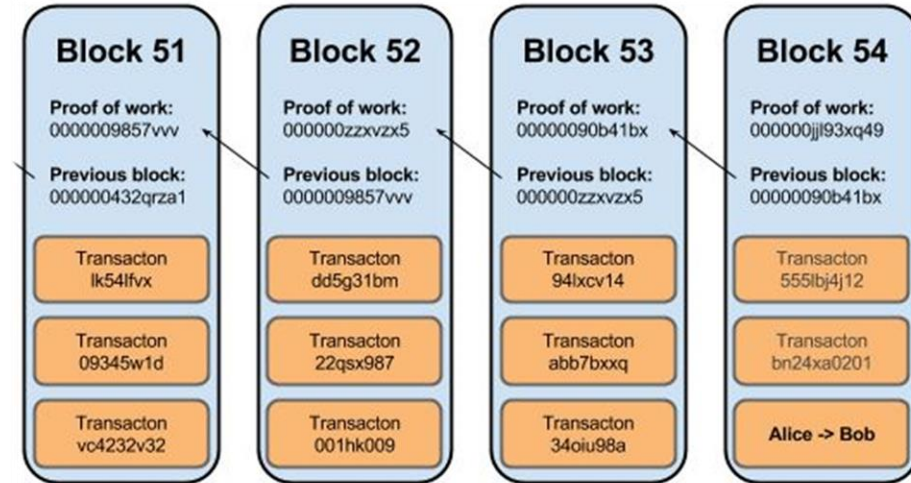 Block 51
Proof of work:
0000009857vvv
Previous block:
000000432qrza1
Transacton
lk54lfvx
Transacton
09345w1d
Transacton
vc4232v32
Block 52
Proof of work:
000000zzxvzx5
Previous block:
0000009857vvv
Transacton
dd5g31bm
Transacton
22qsx987
Transacton
001hk009
Block 53
Proof of work:
00000090b41bx
Previous block:
000000zzxvzx5
Transacton
94lxcv14
Transacton
abb7bxxq
Transacton
34oiu98a
Block 54
Proof of work:
000000jjl93xq49
Previous block:
00000090b41bx
Transacton
555lbj4j12
Transacton
bn24xa0201
Alice -> Bob